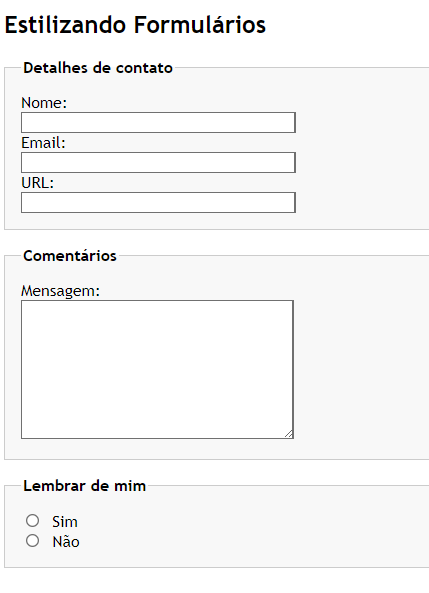 Estilizando Formulários
Detalhes de contato
Nome:
Email:
URL:
Comentários
Mensagem:
Lembrar de mim
Sim
Não